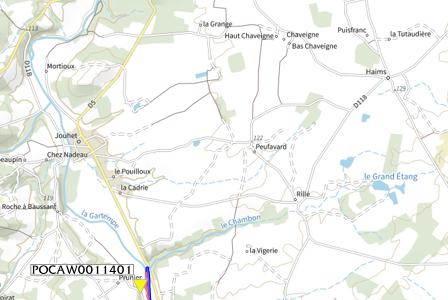 la Grange
Haut Chaveigne
Chaveigne
Bas Chaveigne
Puisfranc
la Tutaudière
Haims
129
D11B
Mortioux
D5
D118
Jouhet
122
Peufavard
Chez Nadeau
le Pouilloux
la Cadrie
le Grand Étang
Rillé
119
Roche à Baussant
la Gartempe
le Chambon
la Vigerie
POCAW0011401
Prunier